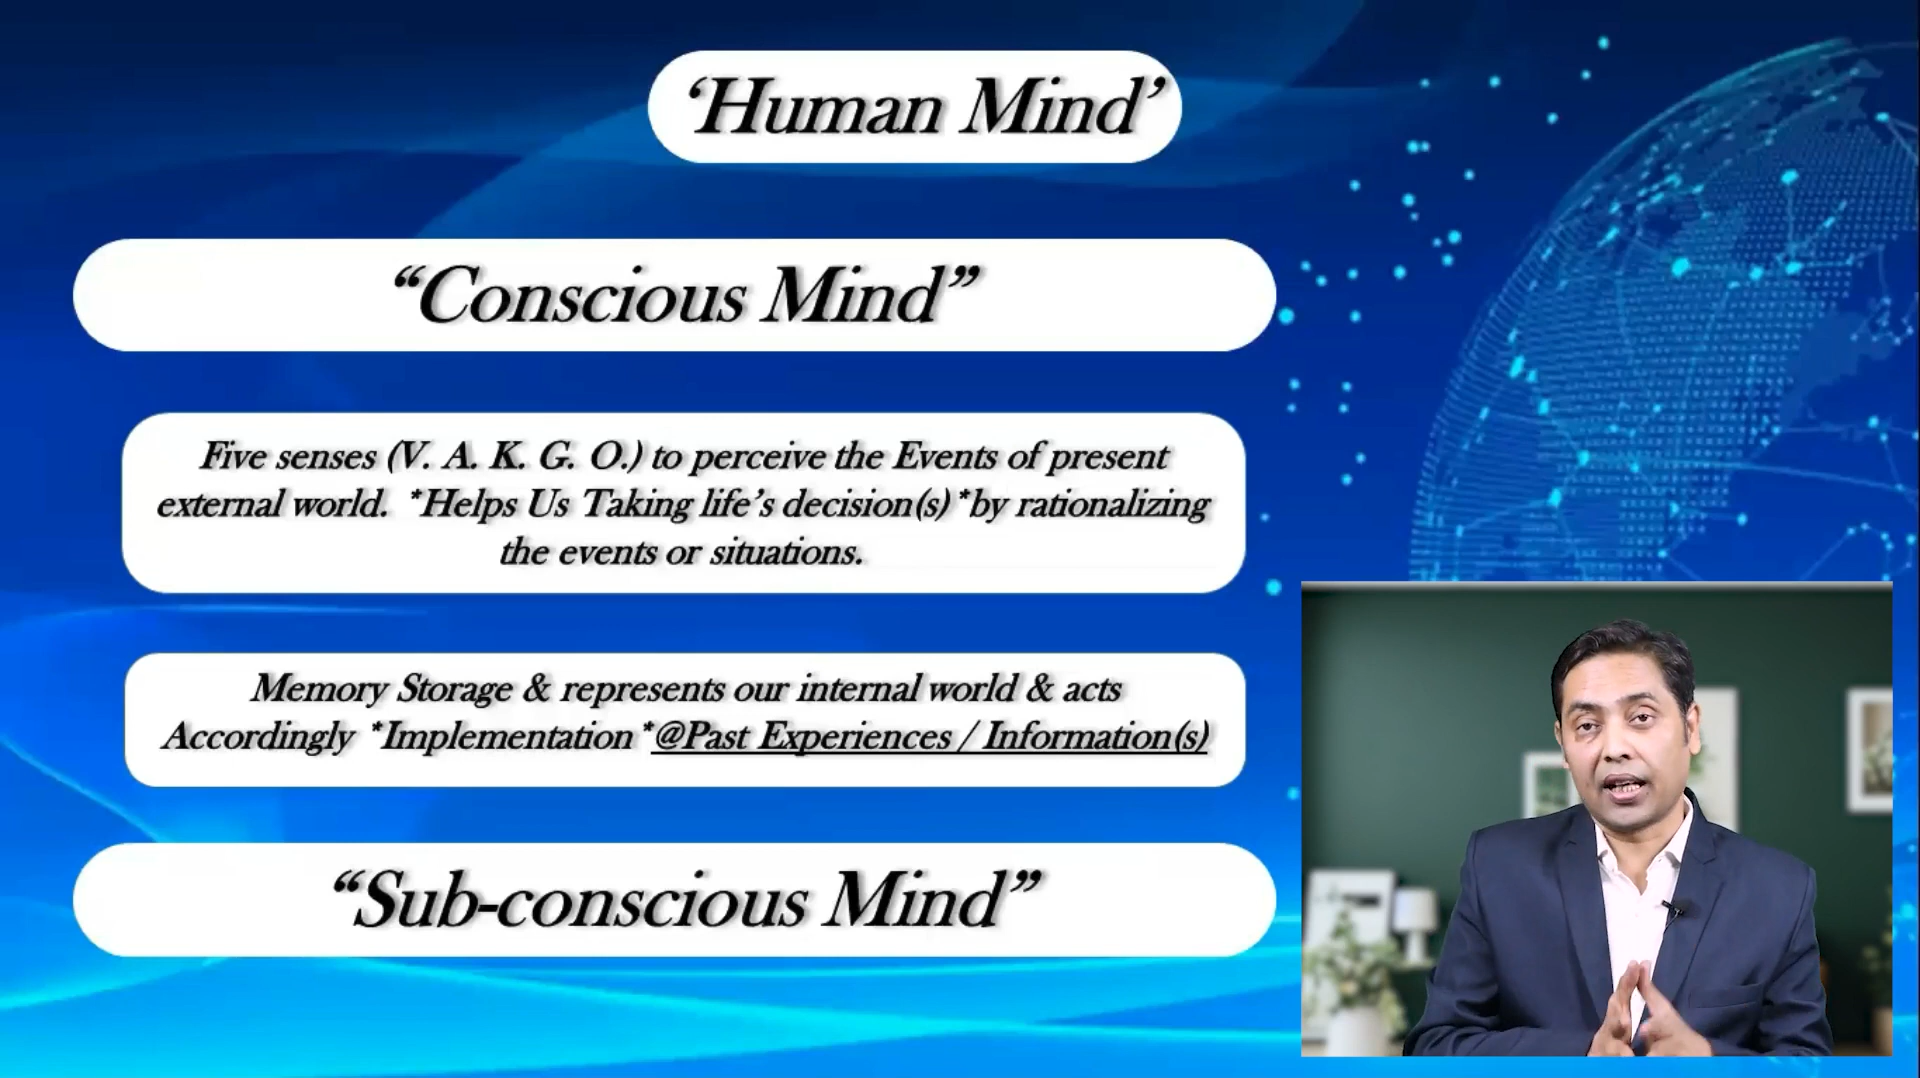 ‘Human Mind’
“Conscious Mind”
Five senses (V. A. K. G. O.) to perceive the Events of present
external world. *Helps Us Taking life’s decision(s) *by rationalizing
the events or situations.
Memory Storage & represents our internal world & acts
Accordingly *Implementation *@Past Experiences / Information(s)
“Sub-conscious Mind”